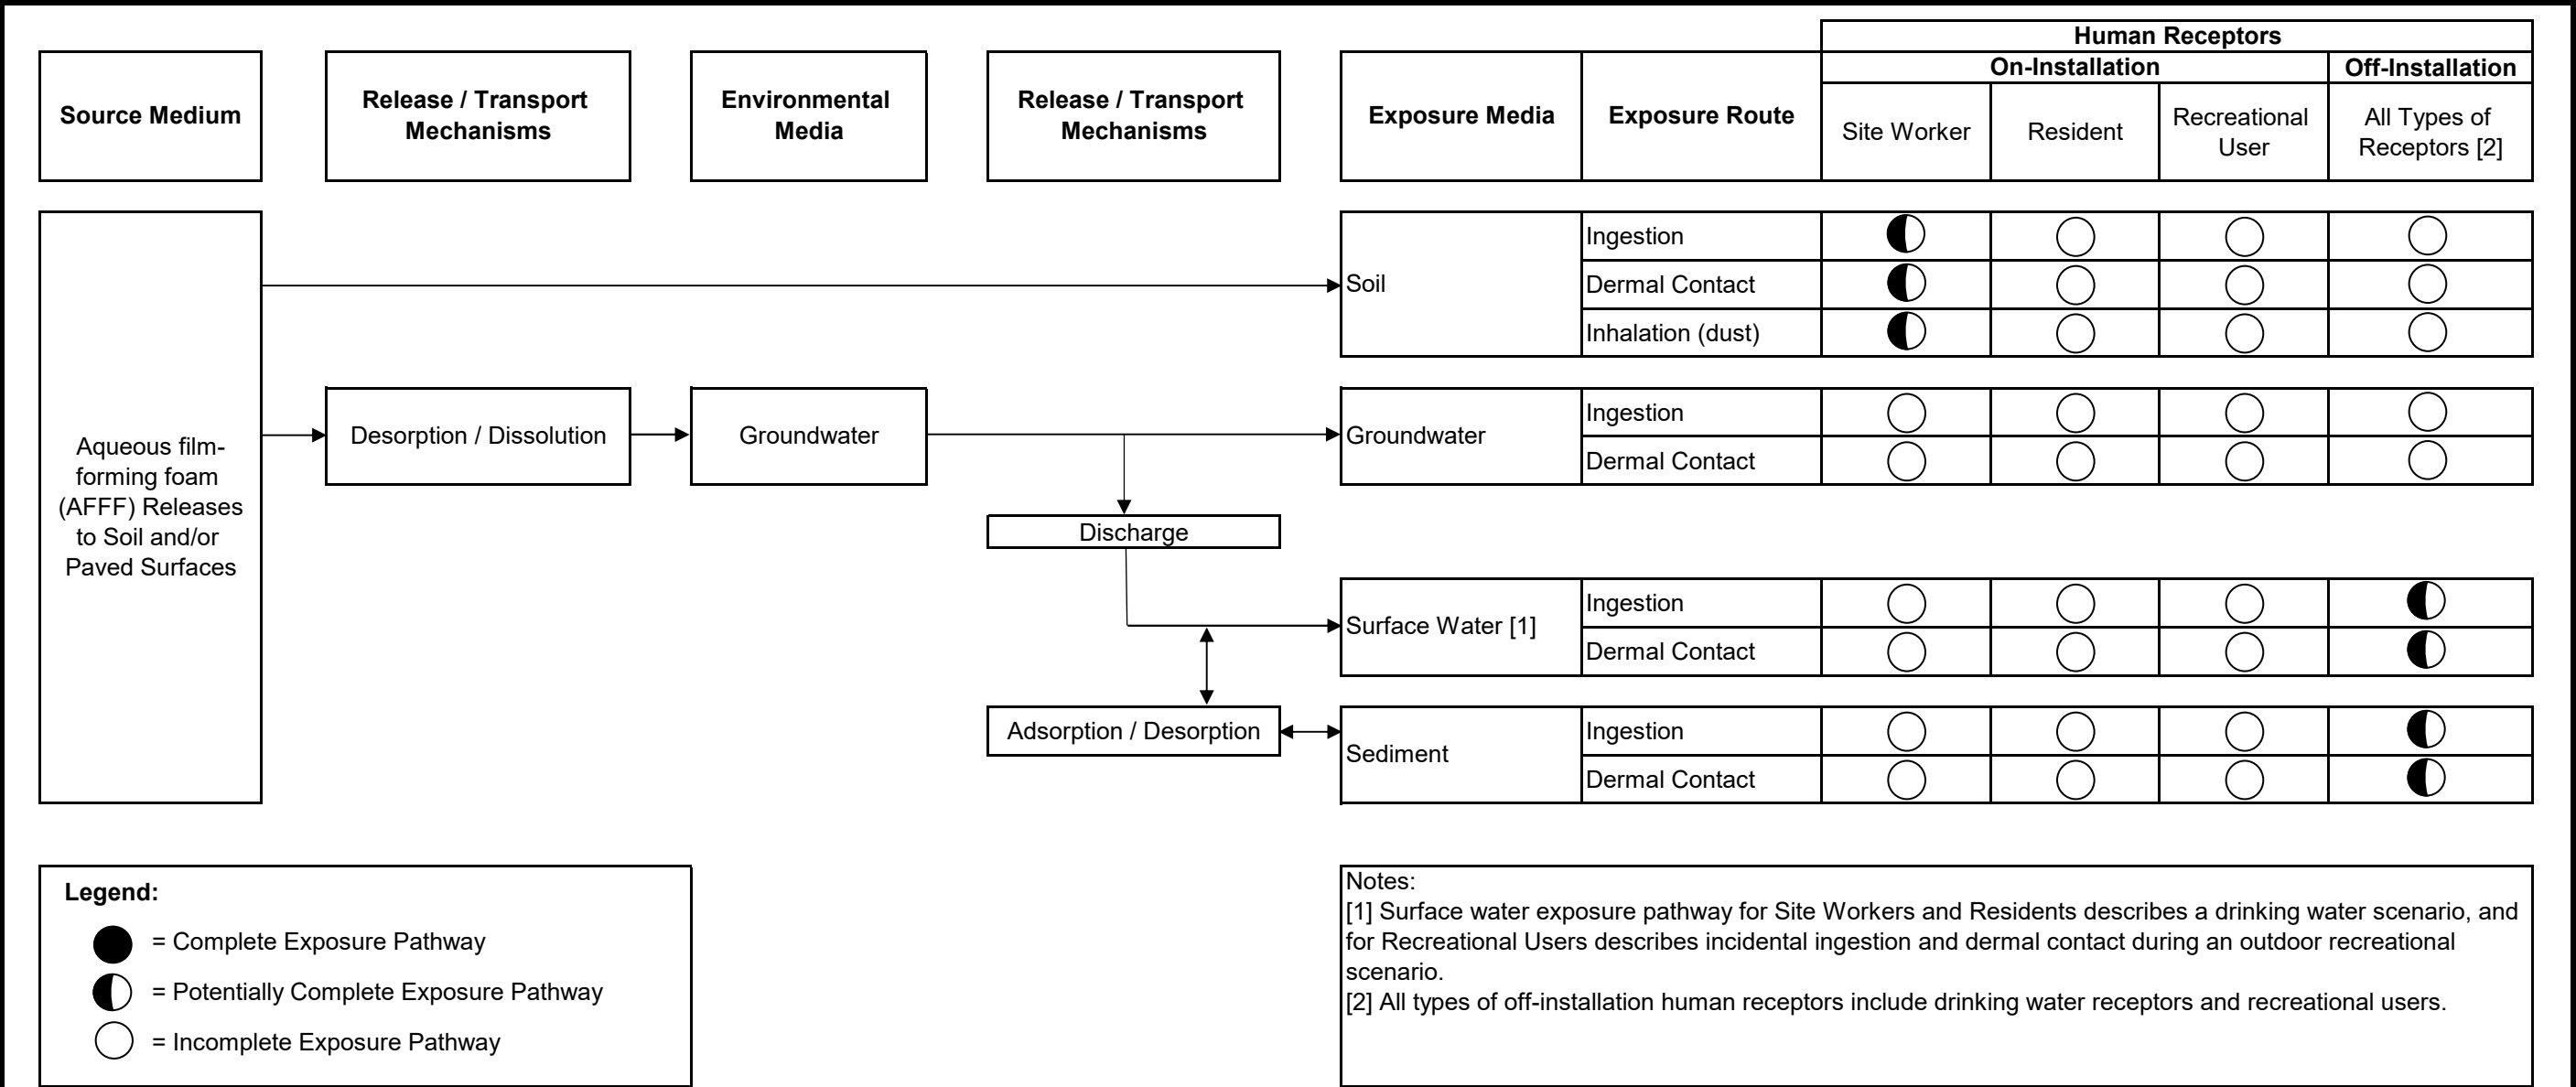 Human Receptors
On-Installation
Off-Installation
Source Medium
Release / Transport
Mechanisms
Environmental
Media
Release / Transport
Mechanisms
Exposure Media
Exposure Route
Site Worker
Resident
Recreational
User
All Types of
Receptors [2]
Aqueous film-
forming foam
(AFFF) Releases
to Soil and/or
Paved Surfaces
Soil
Ingestion
Dermal Contact
Inhalation (dust)
Desorption / Dissolution
Groundwater
Groundwater
Ingestion
Dermal Contact
Discharge
Surface Water [1]
Ingestion
Dermal Contact
Adsorption / Desorption
Sediment
Ingestion
Dermal Contact
Legend:
= Complete Exposure Pathway
= Potentially Complete Exposure Pathway
= Incomplete Exposure Pathway
Notes:
[1] Surface water exposure pathway for Site Workers and Residents describes a drinking water scenario, and
for Recreational Users describes incidental ingestion and dermal contact during an outdoor recreational
scenario.
[2] All types of off-installation human receptors include drinking water receptors and recreational users.